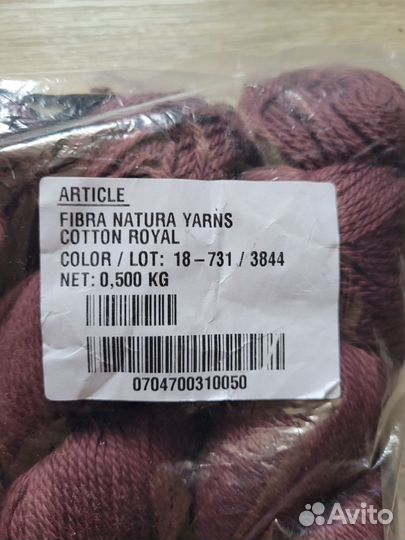 ARTICLE
FIBRA NATURA YARNS
COTTON ROYAL
COLOR / LOT: 18-731 / 3844
NET: 0,500 KG
0704700310050
Avito